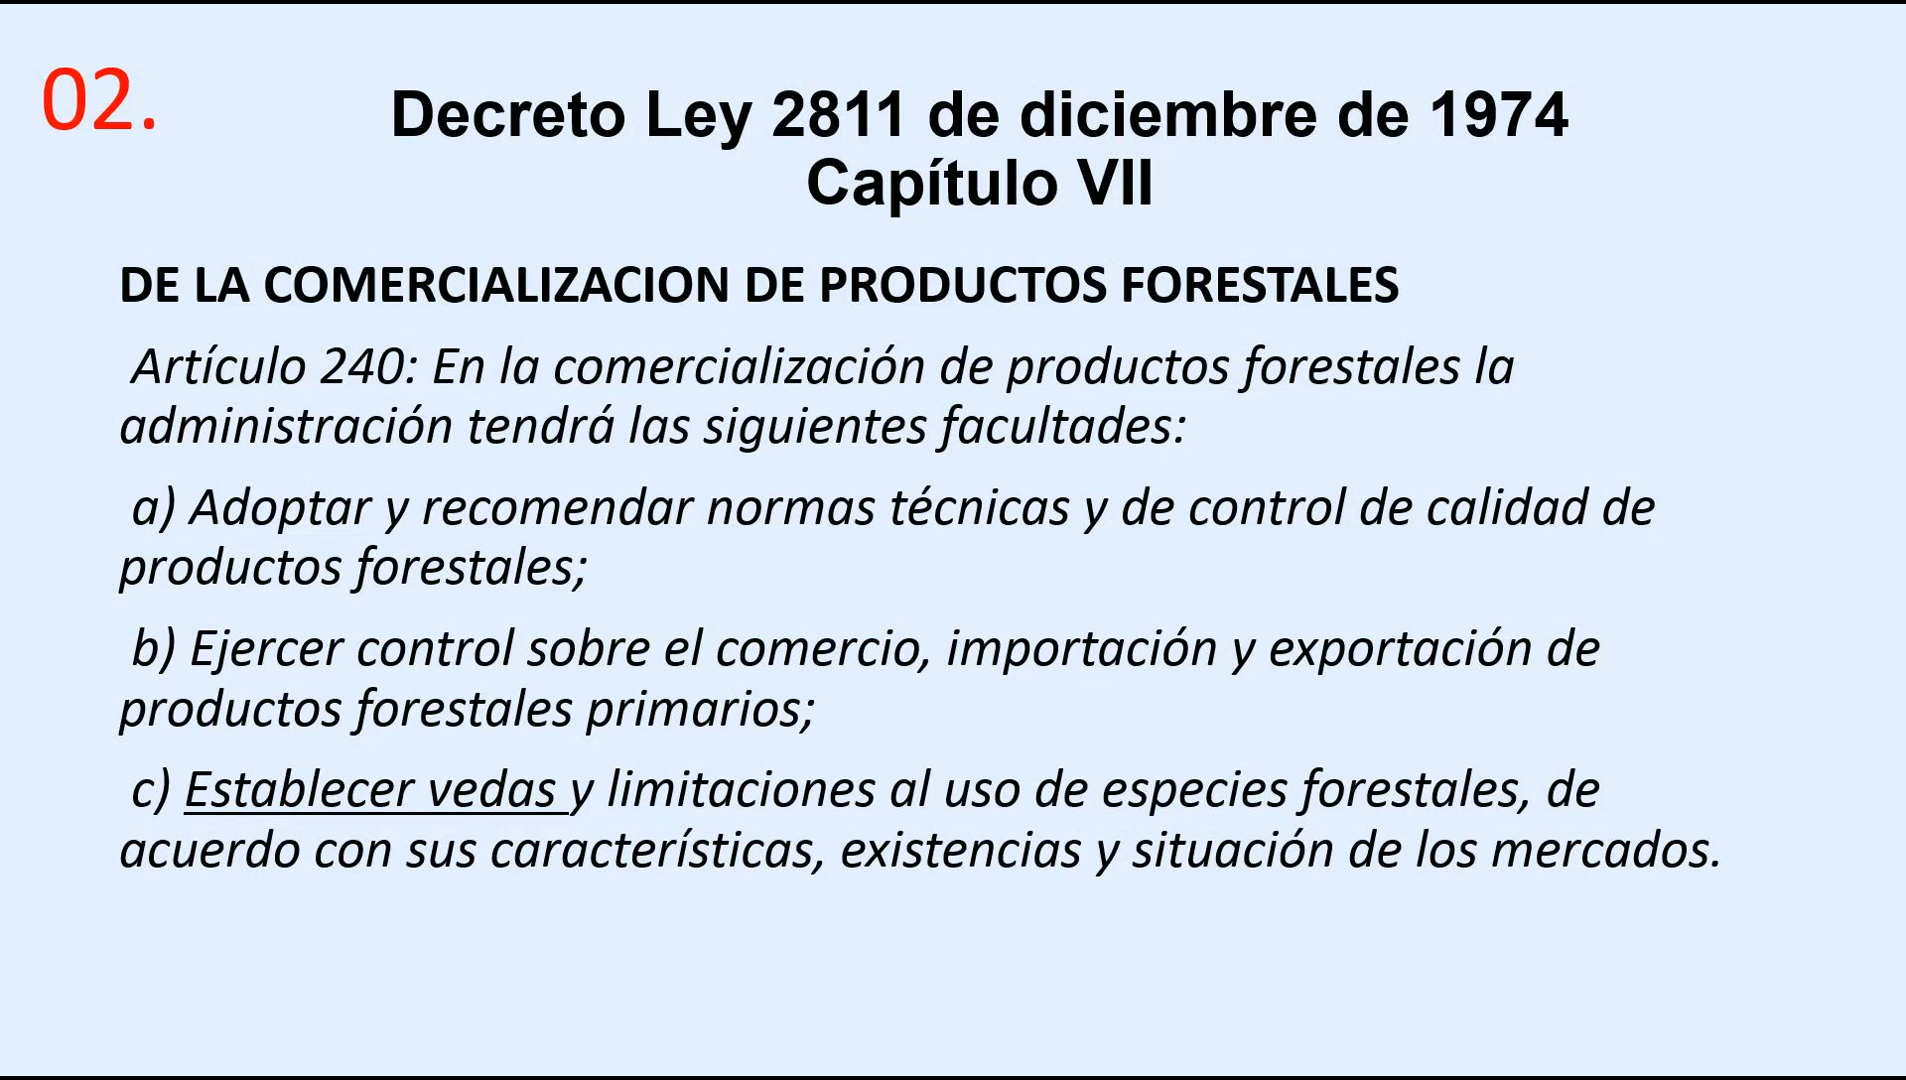 02.
Decreto Ley 2811 de diciembre de 1974
Capítulo VII
DE LA COMERCIALIZACION DE PRODUCTOS FORESTALES
Artículo 240: En la comercialización de productos forestales la
administración tendrá las siguientes facultades:
a) Adoptar y recomendar normas técnicas y de control de calidad de
productos forestales;
b) Ejercer control sobre el comercio, importación y exportación de
productos forestales primarios;
c) Establecer vedas y limitaciones al uso de especies forestales, de
acuerdo con sus características, existencias y situación de los mercados.